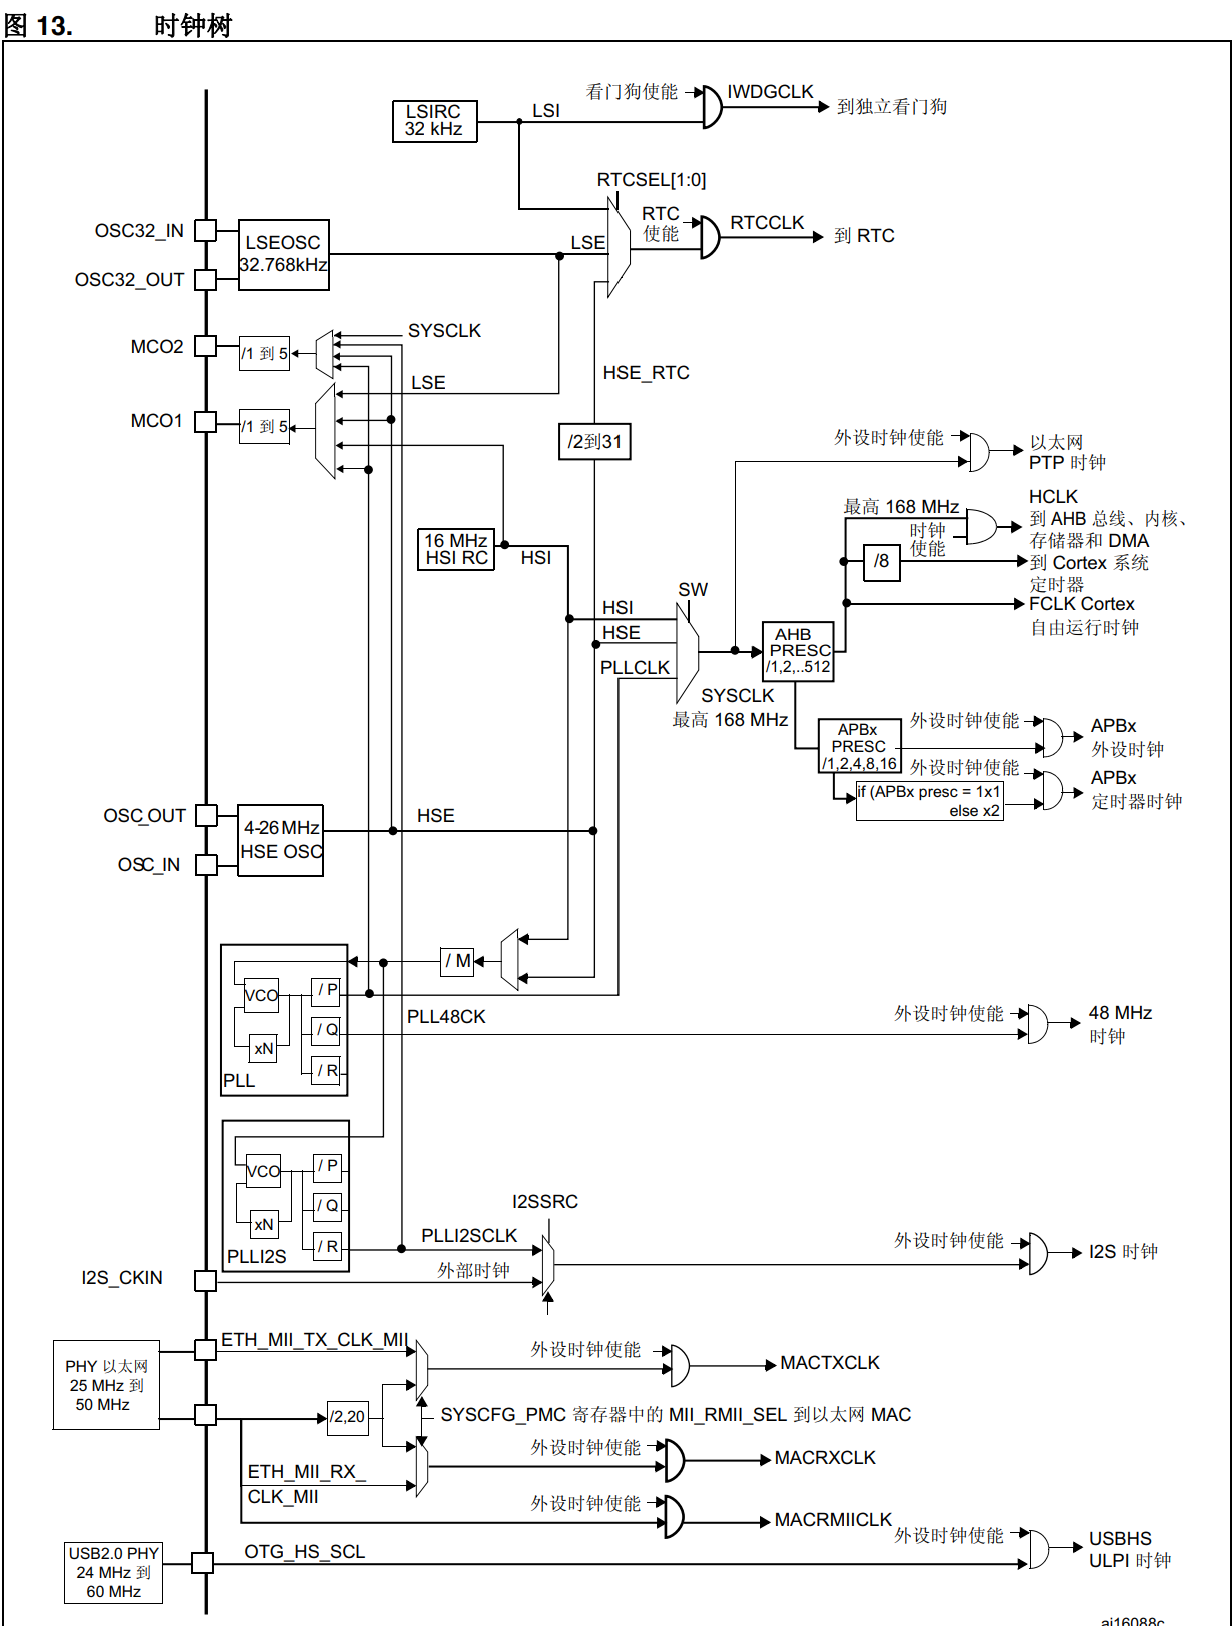 图 13. 时钟树
看门狗使能
IWDGCLK
到独立看门狗
LSIRC
32 kHz
LSI
RTCSEL[1:0]
OSC32_IN
LSEOSC
32.768kHz
OSC32_OUT
LSE
RTC
使能
RTCCLK
到 RTC
MCO2
/1 到 5
SYSCLK
LSE
HSE_RTC
MCO1
/1 到 5
/2到31
外设时钟使能
以太网
PTP 时钟
最高 168 MHz
时钟
使能
/8
HCLK
到 AHB 总线、内核、
存储器和 DMA
到 Cortex 系统
定时器
FCLK Cortex
自由运行时钟
16 MHz
HSI RC
HSI
SW
HSI
HSE
PLLCLK
SYSCLK
最高 168 MHz
AHB
PRESC
/1,2,..512
APBx
PRESC
/1,2,4,8,16
外设时钟使能
APBx
外设时钟
外设时钟使能
APBx
定时器时钟
if (APBx presc = 1x1
else x2
OSC_OUT
4-26 MHz
HSE OSC
OSC_IN
HSE
/ M
VCO
xN
/ P
/ Q
/ R
PLL
PLL48CK
外设时钟使能
48 MHz
时钟
VCO
xN
/ P
/ Q
/ R
PLLI2S
I2SSRC
PLLI2SCLK
外部时钟
外设时钟使能
I2S 时钟
I2S_CKIN
ETH_MII_TX_CLK_MII
PHY 以太网
25 MHz 到
50 MHz
/2,20
外设时钟使能
MACTXCLK
SYSCFG_PMC 寄存器中的 MII_RMII_SEL 到以太网 MAC
外设时钟使能
MACRXCLK
ETH_MII_RX_
CLK_MII
外设时钟使能
MACRMIICLK
USB2.0 PHY
24 MHz 到
60 MHz
OTG_HS_SCL
外设时钟使能
USBHS
ULPI 时钟
ai16088c